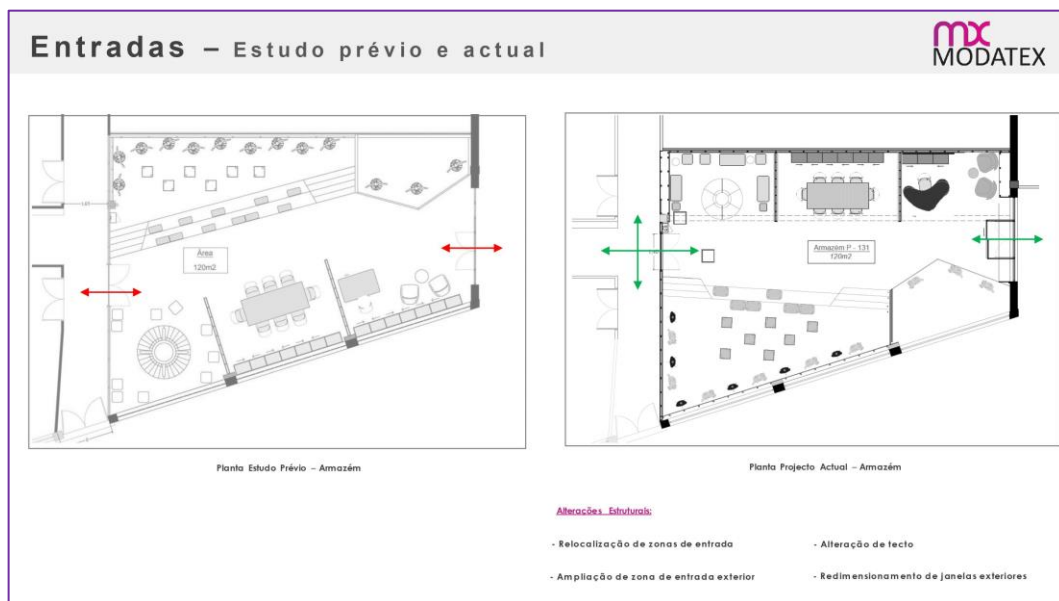 Entradas – Estudo prévio e actual
mx
MODATEX
Área
120m2
Armazém P - 131
120m2
Planta Estudo Prévio – Armazém
Planta Projecto Actual – Armazém
Alterações Estruturais:
- Relocalização de zonas de entrada
- Alteração de tecto
- Ampliação de zona de entrada exterior
- Redimensionamento de janelas exteriores